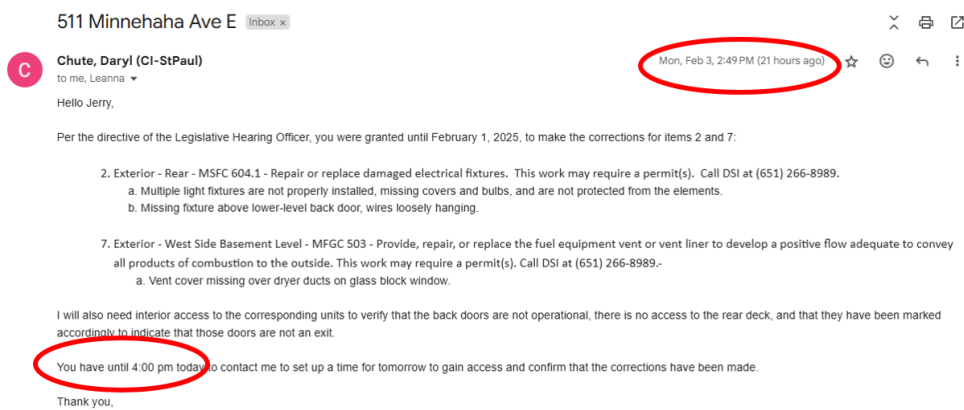 511 Minnehaha Ave E Inbox ×
C
Chute, Daryl (CI-StPaul) Mon, Feb 3, 2:49 PM (21 hours ago)
to me, Leanna
Hello Jerry,
Per the directive of the Legislative Hearing Officer, you were granted until February 1, 2025, to make the corrections for items 2 and 7:
2. Exterior - Rear - MSFC 604.1 - Repair or replace damaged electrical fixtures. This work may require a permit(s). Call DSI at (651) 266-8989.
a. Multiple light fixtures are not properly installed, missing covers and bulbs, and are not protected from the elements.
b. Missing fixture above lower-level back door, wires loosely hanging.
7. Exterior - West Side Basement Level - MFGC 503 - Provide, repair, or replace the fuel equipment vent or vent liner to develop a positive flow adequate to convey
all products of combustion to the outside. This work may require a permit(s). Call DSI at (651) 266-8989.-
a. Vent cover missing over dryer ducts on glass block window.
I will also need interior access to the corresponding units to verify that the back doors are not operational, there is no access to the rear deck, and that they have been marked
accordingly to indicate that those doors are not an exit.
You have until 4:00 pm today to contact me to set up a time for tomorrow to gain access and confirm that the corrections have been made.
Thank you,